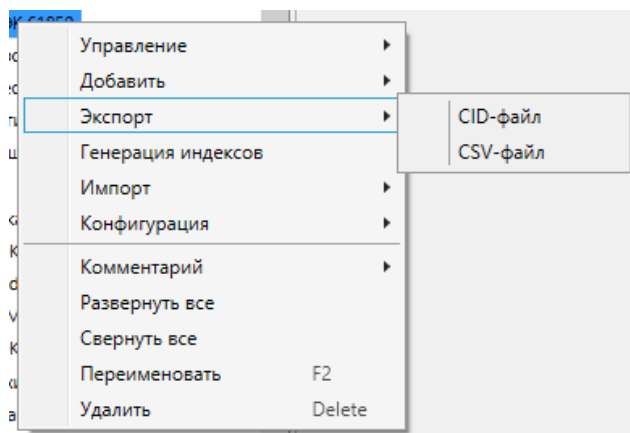 Управление
Добавить
Экспорт
CID-файл
Генерация индексов
CSV-файл
Импорт
Конфигурация
Комментарий
Развернуть все
Свернуть все
Переименовать F2
Удалить Delete